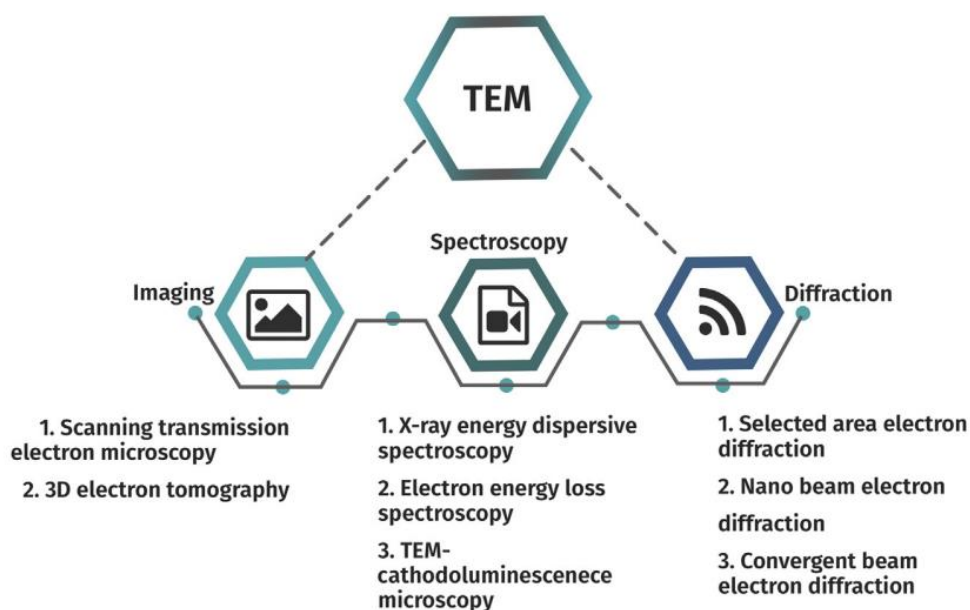 TEM
Spectroscopy
Imaging
Diffraction
1. Scanning transmission
electron microscopy
2. 3D electron tomography
1. X-ray energy dispersive
spectroscopy
2. Electron energy loss
spectroscopy
3. TEM-
cathodoluminescenece
microscopy
1. Selected area electron
diffraction
2. Nano beam electron
diffraction
3. Convergent beam
electron diffraction